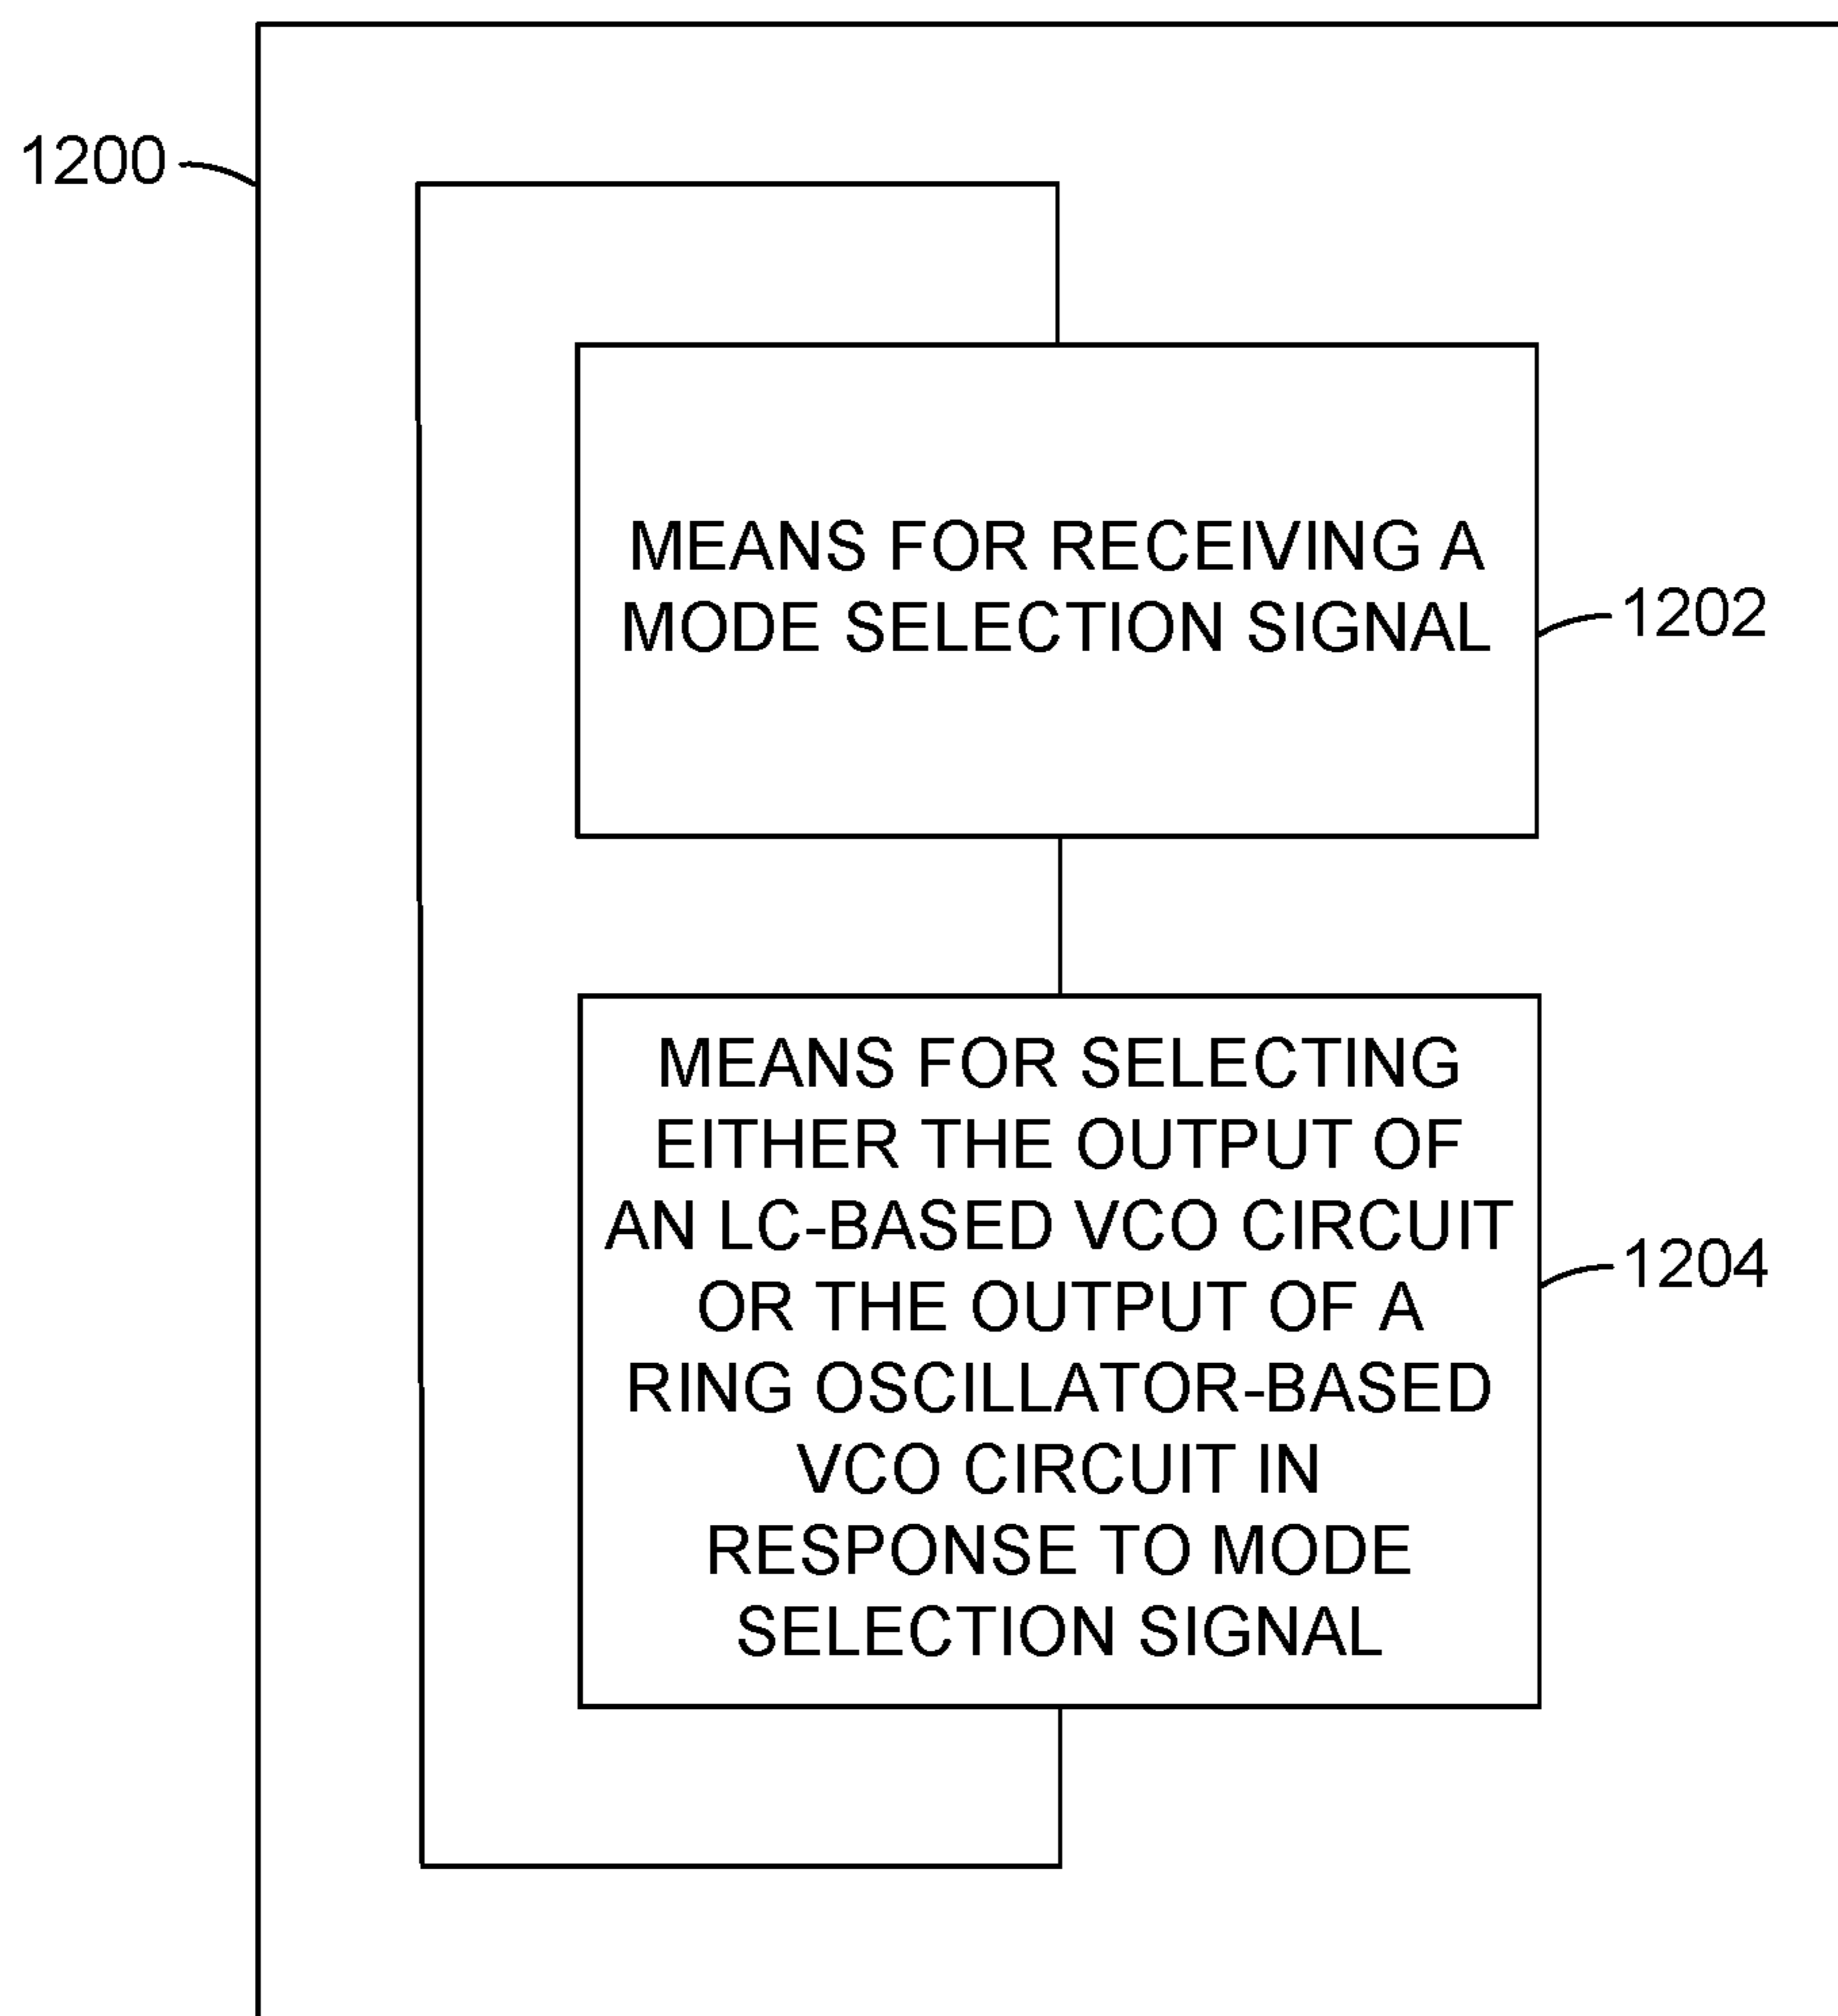 1200
MEANS FOR RECEIVING A
MODE SELECTION SIGNAL
1202
MEANS FOR SELECTING
EITHER THE OUTPUT OF
AN LC-BASED VCO CIRCUIT
OR THE OUTPUT OF A
RING OSCILLATOR-BASED
VCO CIRCUIT IN
RESPONSE TO MODE
SELECTION SIGNAL
1204